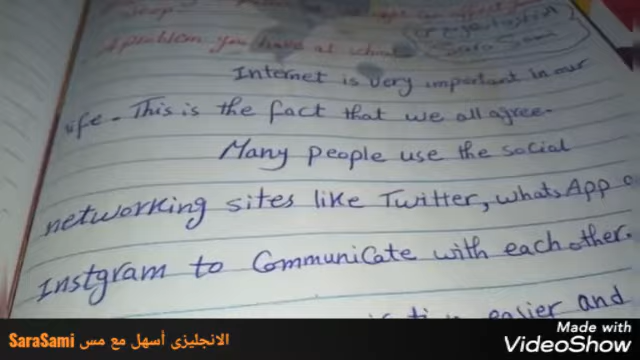 A problem you have at school
Sara Sami
Internet is very important in our
life. This is the fact that we all agree.
Many people use the social
networking sites like Twitter, whatsApp
Instgram to Communicate with each other.
easier and
SaraSami الانجليزى أسهل مع مس
Made with
VideoShow